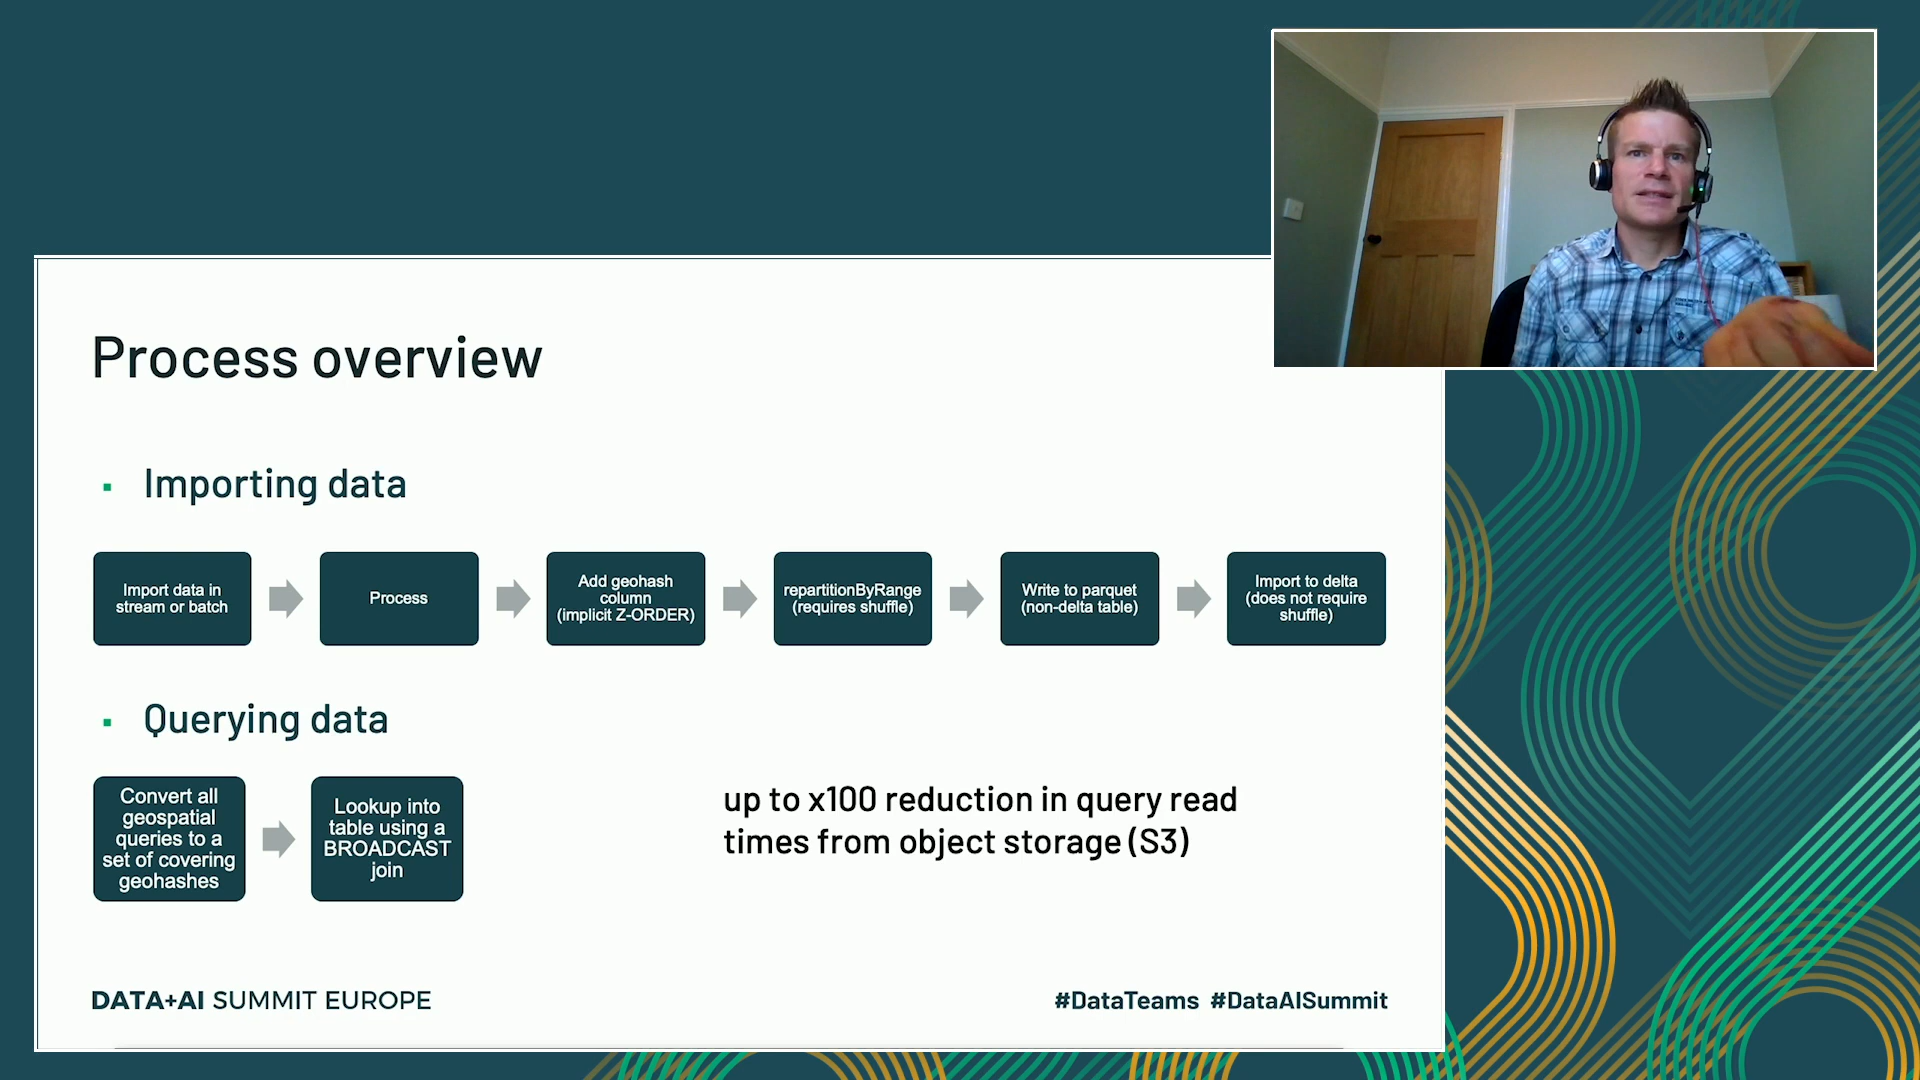 Process overview
Importing data
Import data in
stream or batch
Process
Add geohash
column
(implicit Z-ORDER)
repartitionByRange
(requires shuffle)
Write to parquet
(non-delta table)
Import to delta
(does not require
shuffle)
Querying data
Convert all
geospatial
queries to a
set of covering
geohashes
Lookup into
table using a
BROADCAST
join
up to x100 reduction in query read
times from object storage (S3)
DATA+AI SUMMIT EUROPE
#DataTeams #DataAISummit